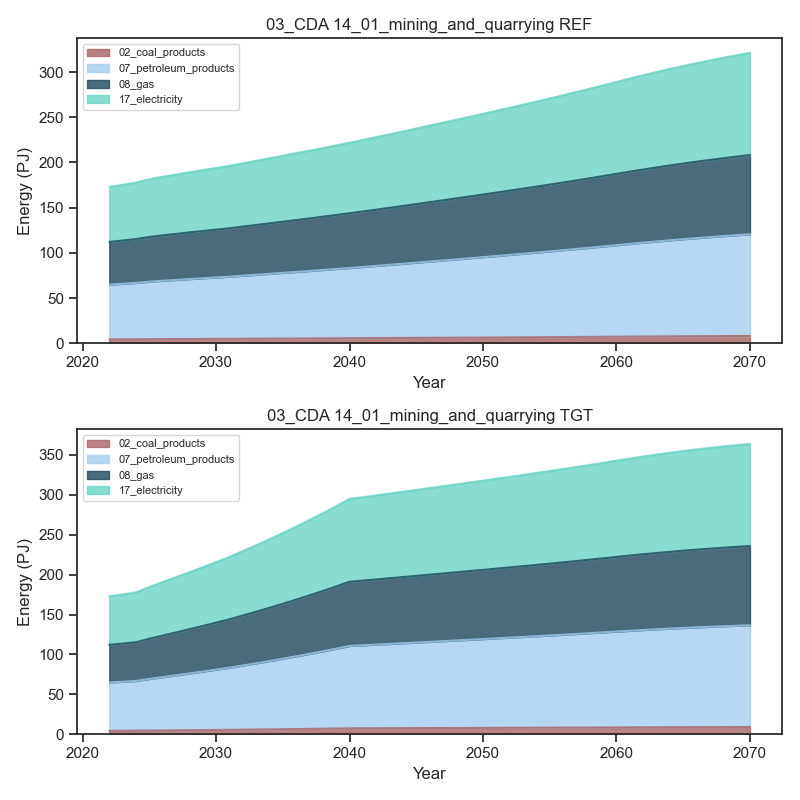 03_CDA 14_01_mining_and_quarrying REF
02_coal_products
07_petroleum_products
08_gas
17_electricity
300
250
200
150
100
50
0
Energy (PJ)
2020 2030 2040 2050 2060 2070
Year
03_CDA 14_01_mining_and_quarrying TGT
02_coal_products
07_petroleum_products
08_gas
17_electricity
350
300
250
200
150
100
50
0
Energy (PJ)
2020 2030 2040 2050 2060 2070
Year